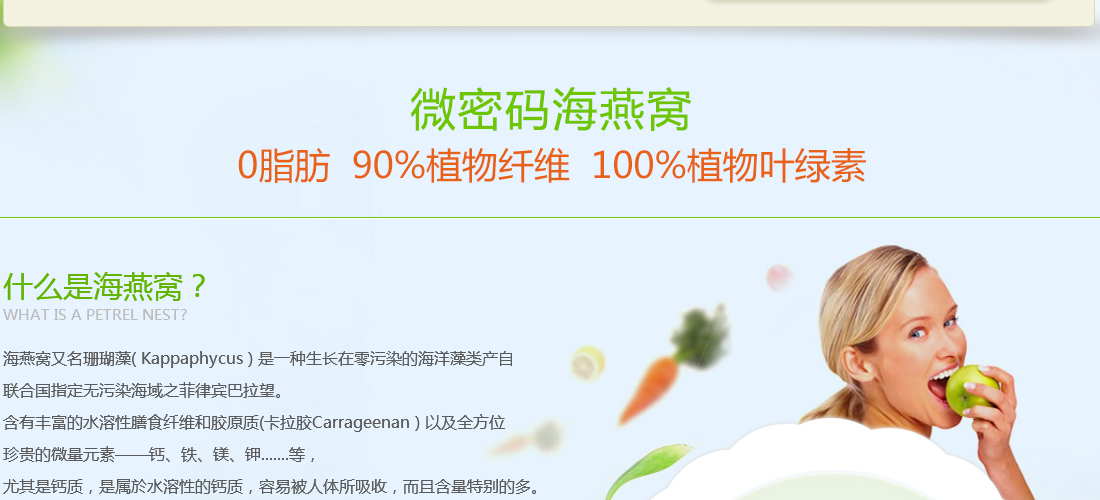 微密码海燕窝
0脂肪 90%植物纤维 100%植物叶绿素
什么是海燕窝？
WHAT IS A PETREL NEST?
海燕窝又名珊瑚藻( Kappaphycus ) 是一种生长在零污染的海洋藻类产自
联合国指定无污染海域之菲律宾巴拉望。
含有丰富的水溶性膳食纤维和胶原质(卡拉胶Carrageenan ) 以及全方位
珍贵的微量元素——钙、铁、镁、钾.......等，
尤其是钙质，是属於水溶性的钙质，容易被人体所吸收，而且含量特别的多。